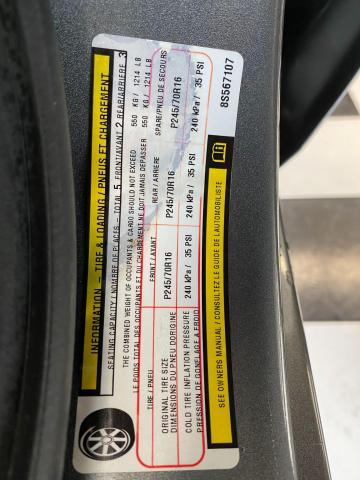 INFORMATION – TIRE & LOADING / PNEUS ET CHARGEMENT
SEATING CAPACITY / NOMBRE DE PLACES – TOTAL 5 FRONT/AVANT 2 REAR/ARRIERE 3
THE COMBINED WEIGHT OF OCCUPANTS & CARGO SHOULD NOT EXCEED 550 KG / 1214 LB
LE POIDS TOTAL DES OCCUPANTS ET DU CHARGEMENT NE DOIT JAMAIS DEPASSER 550 KG / 1214 LB
TIRE / PNEU FRONT / AVANT REAR / ARRIERE SPARE/PNEU DE SECOURS
ORIGINAL TIRE SIZE P245/70R16 P245/70R16 P245/70R16
DIMENSIONS DU PNEU DORIGINE
COLD TIRE INFLATION PRESSURE 240 kPa / 35 PSI 240 kPa / 35 PSI 240 kPa / 35 PSI
PRESSION DE GONFLAGE A FROID
SEE OWNERS MANUAL / CONSULTEZ LE GUIDE DE LAUTOMOBILISTE
8S567107